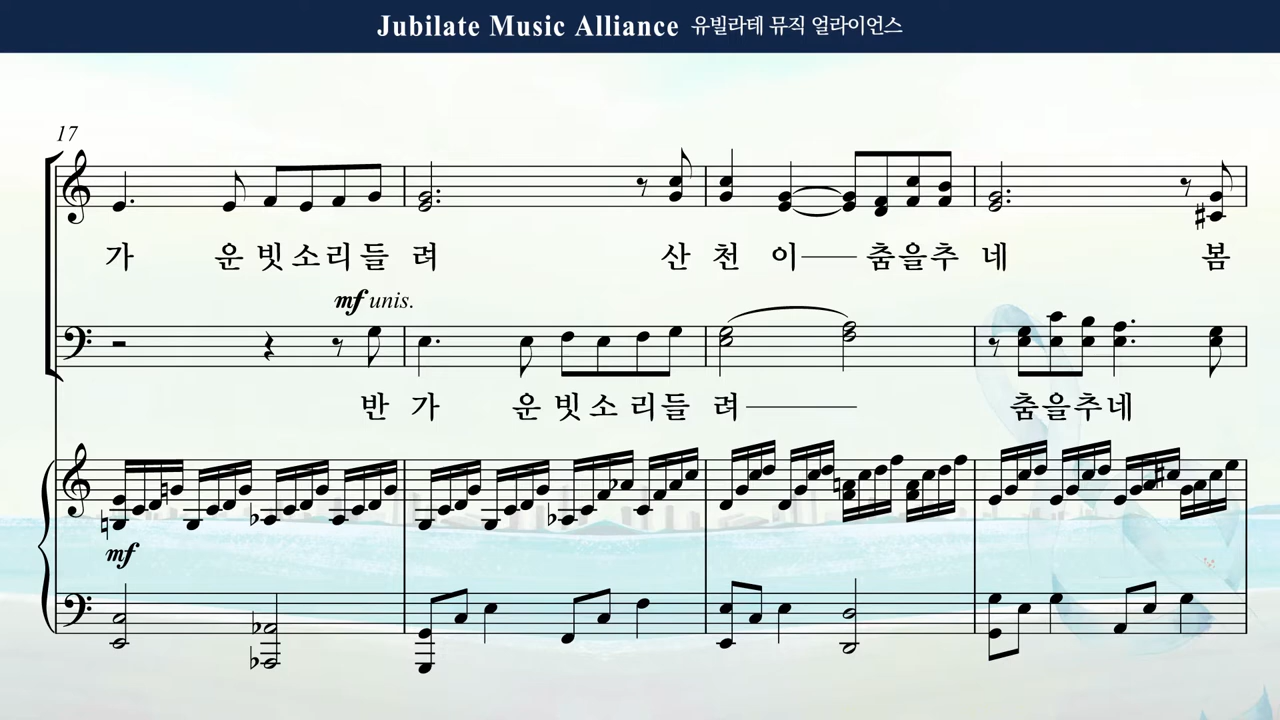 Jubilate Music Alliance 유빌라테 뮤직 얼라이언스
17
가 운 빗 소 리 들 려 산 천 이 춤 을 추 네 봄
mf unis.
반 가 운 빗 소 리 들 려 춤 을 추 네
mf